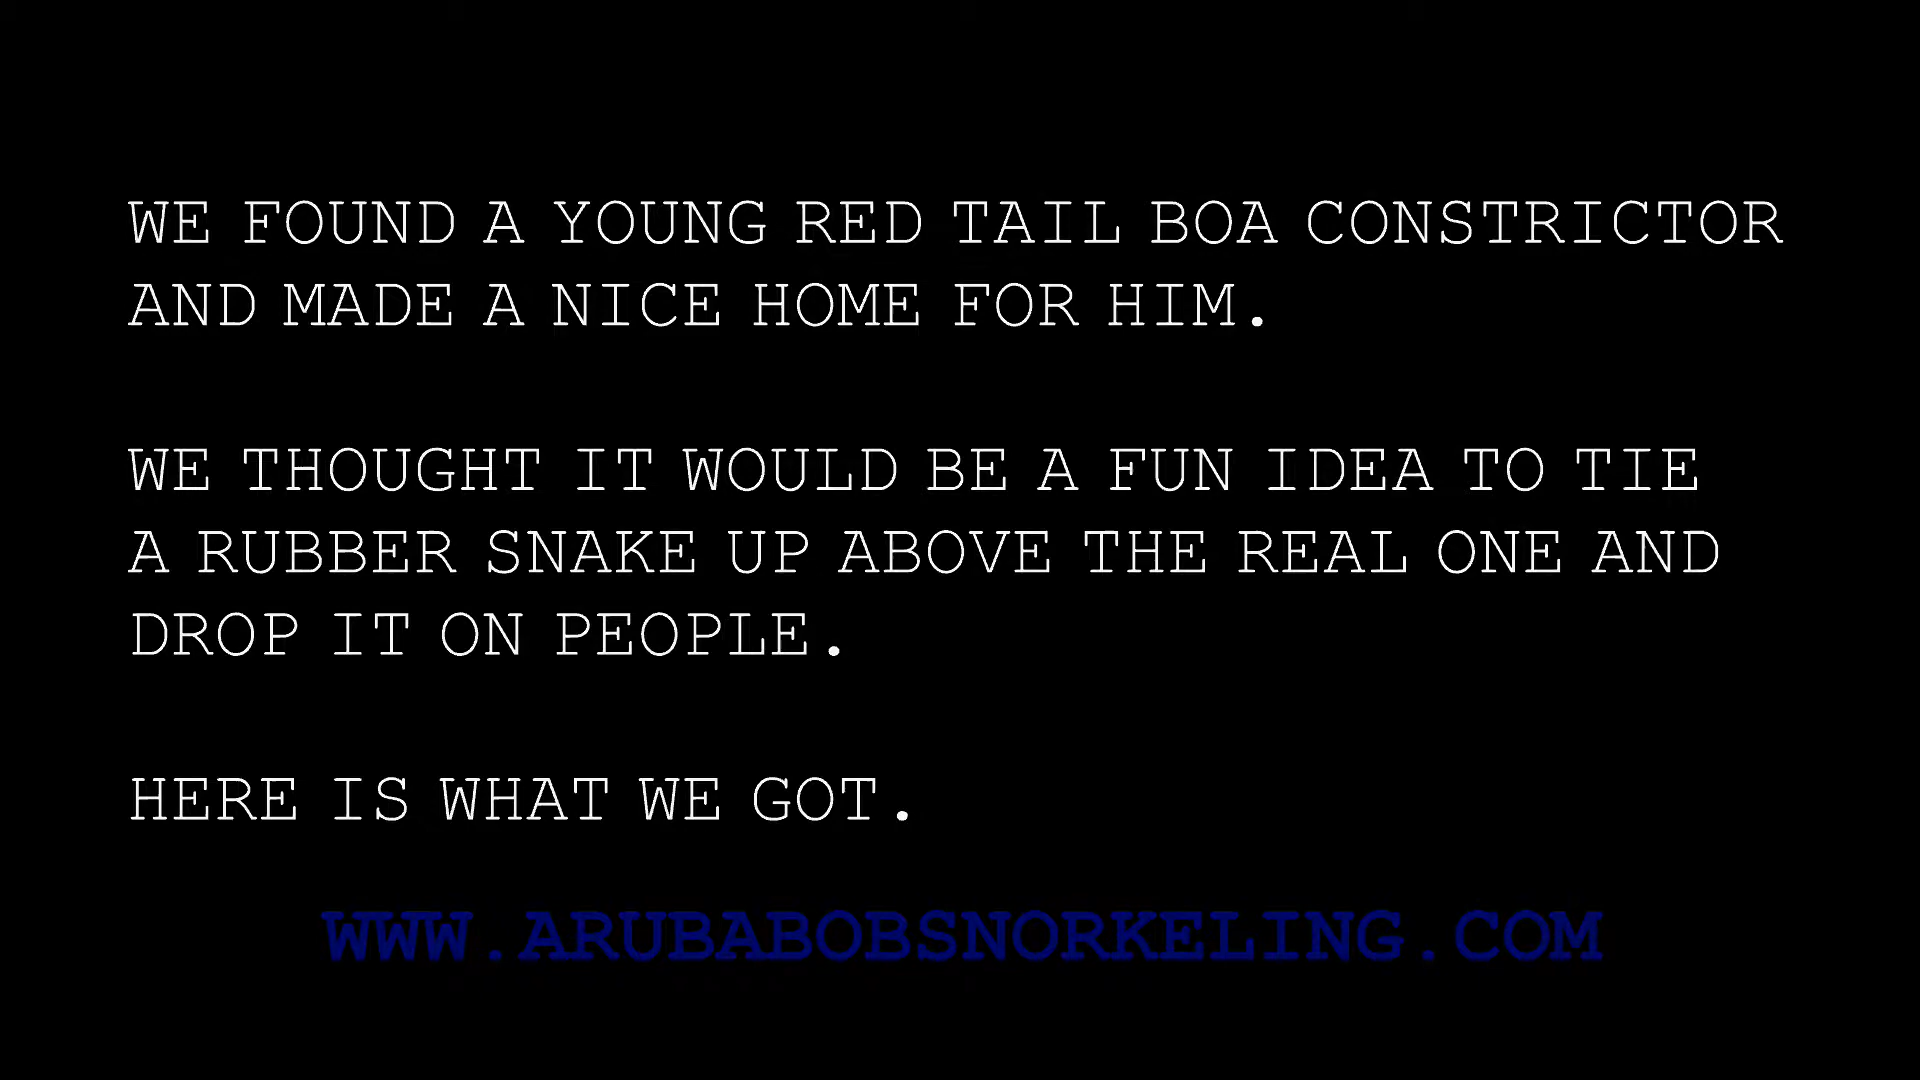 WE FOUND A YOUNG RED TAIL BOA CONSTRICTOR
AND MADE A NICE HOME FOR HIM.
WE THOUGHT IT WOULD BE A FUN IDEA TO TIE
A RUBBER SNAKE UP ABOVE THE REAL ONE AND
DROP IT ON PEOPLE.
HERE IS WHAT WE GOT.
WWW.ARUBABOBSNORKELING.COM